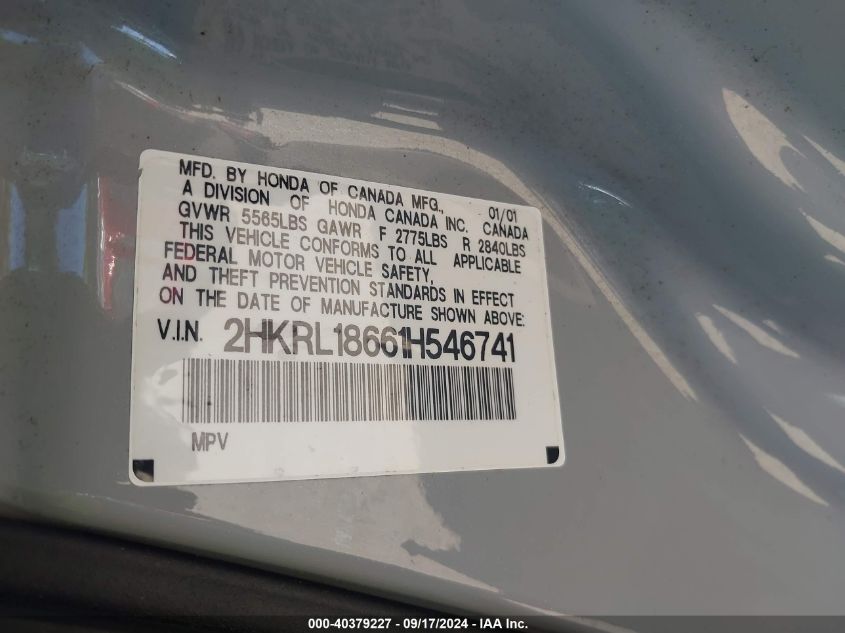 MFD. BY HONDA OF CANADA MFG., 01/01
A DIVISION OF HONDA CANADA INC. CANADA
GVWR 5565LBS GAWR F 2775LBS R 2840LBS
THIS VEHICLE CONFORMS TO ALL APPLICABLE
FEDERAL MOTOR VEHICLE SAFETY,
AND THEFT PREVENTION STANDARDS IN EFFECT
ON THE DATE OF MANUFACTURE SHOWN ABOVE:
V.I.N. 2HKRL18661H546741
MPV
000-40379227 - 09/17/2024 - IAA Inc.